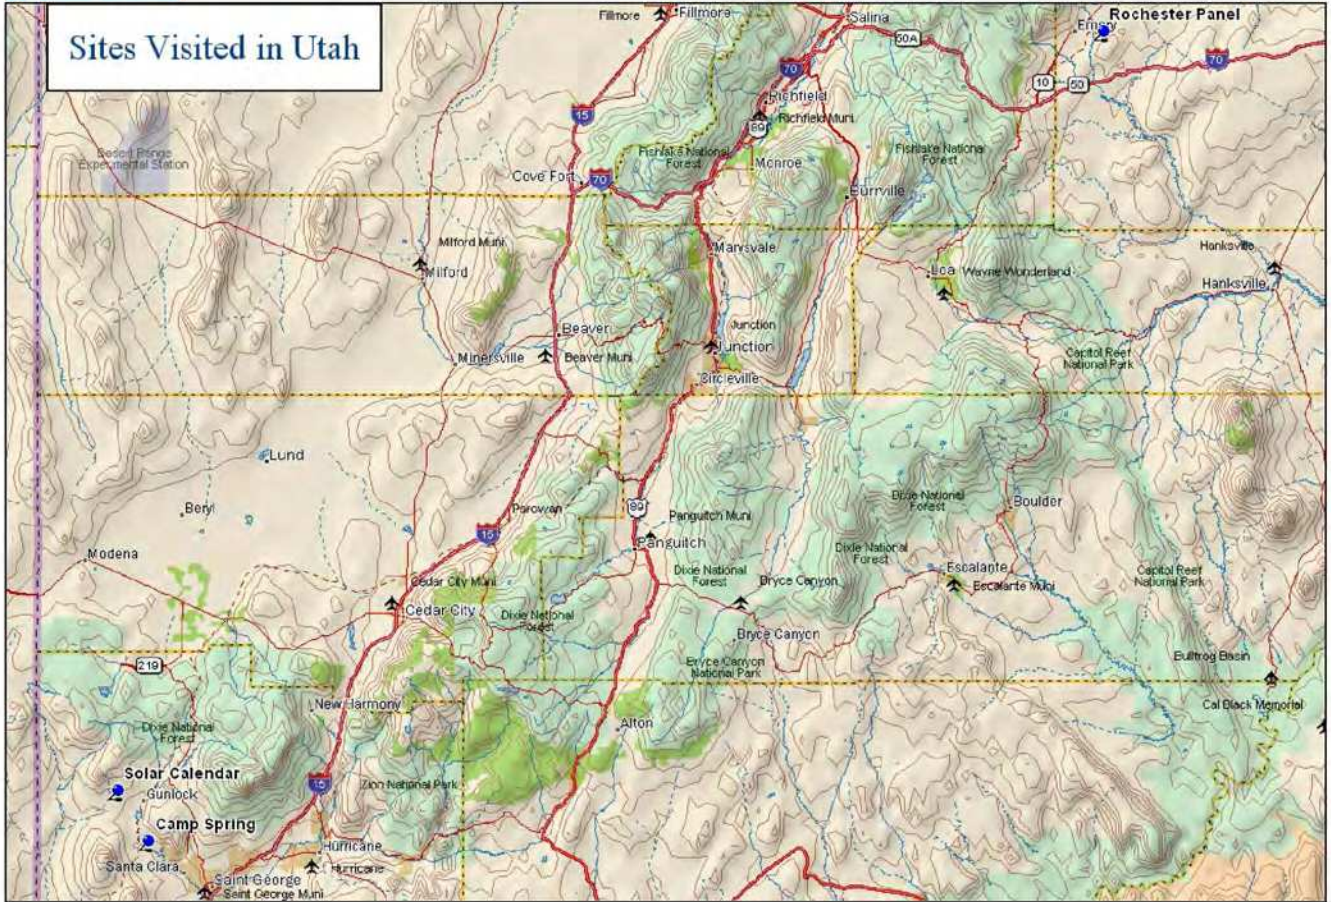 Sites Visited in Utah
Fillmore
Fillmore
Salina
50A
Emery
Rochester Panel
70
70
10
50
Richfield
15
Richfield Muni
89
Desert Range
Experimental Station
Fishlake National
Forest
Monroe
Fishlake National
Forest
Cove Fort
70
Burrville
Milford Muni
Marysvale
Hanksville
Milford
Loa
Wayne Wonderland
Hanksville
Beaver
Junction
Junction
Minersville
Beaver Muni
Capitol Reef
National Park
Circleville
UT
Lund
Dixie National
Forest
Boulder
Beryl
Parowan
89
Panguitch Muni
15
Panguitch
Modena
Dixie National
Forest
Dixie National
Forest
Bryce Canyon
Escalante
Escalante Muni
Capitol Reef
National Park
Cedar City Muni
Cedar City
Dixie National
Forest
Bryce Canyon
219
Bryce Canyon
National Park
Bullfrog Basin
New Harmony
Cal Black Memorial
Dixie National
Forest
Alton
Solar Calendar
Gunlock
15
Zion National Park
Camp Spring
Santa Clara
Hurricane
Hurricane
Saint George
Saint George Muni